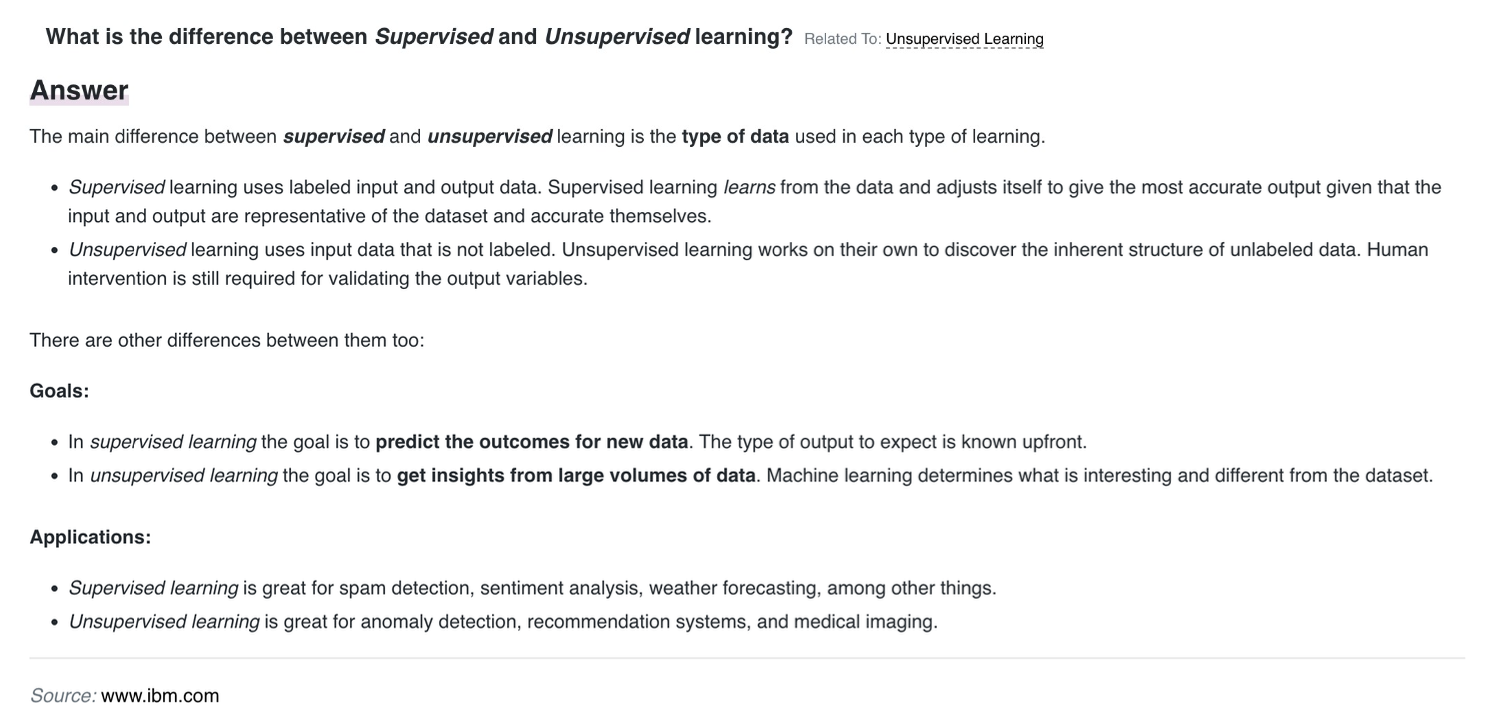 What is the difference between Supervised and Unsupervised learning? Related To: Unsupervised Learning
Answer
The main difference between supervised and unsupervised learning is the type of data used in each type of learning.
• Supervised learning uses labeled input and output data. Supervised learning learns from the data and adjusts itself to give the most accurate output given that the
input and output are representative of the dataset and accurate themselves.
• Unsupervised learning uses input data that is not labeled. Unsupervised learning works on their own to discover the inherent structure of unlabeled data. Human
intervention is still required for validating the output variables.
There are other differences between them too:
Goals:
• In supervised learning the goal is to predict the outcomes for new data. The type of output to expect is known upfront.
• In unsupervised learning the goal is to get insights from large volumes of data. Machine learning determines what is interesting and different from the dataset.
Applications:
• Supervised learning is great for spam detection, sentiment analysis, weather forecasting, among other things.
• Unsupervised learning is great for anomaly detection, recommendation systems, and medical imaging.
Source: www.ibm.com